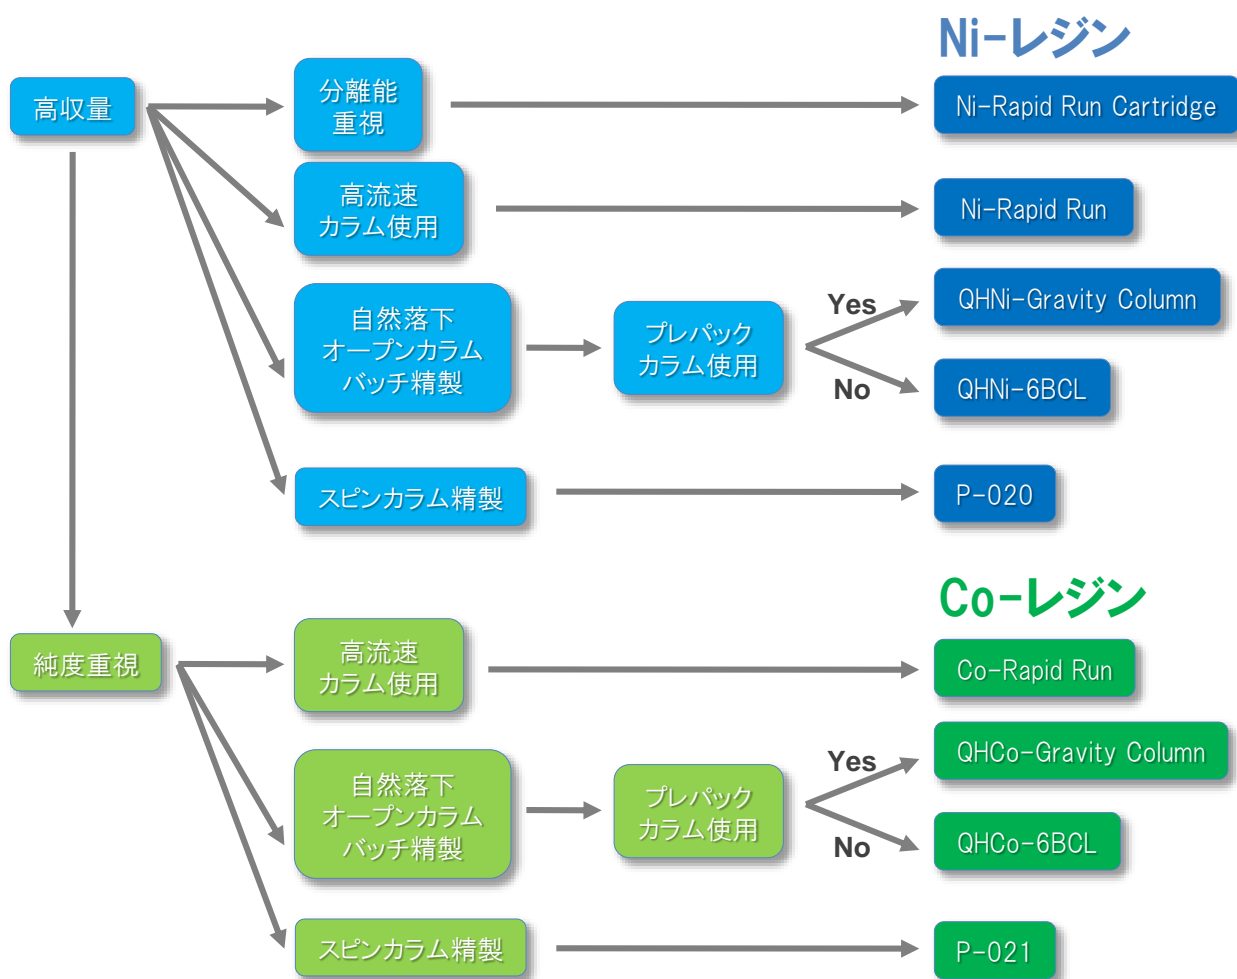 Ni-レジン
高収量
分離能
重視
Ni-Rapid Run Cartridge
高流速
カラム使用
Ni-Rapid Run
自然落下
オープンカラム
バッチ精製
プレパック
カラム使用
Yes
QHNi-Gravity Column
No
QHNi-6BCL
スピンカラム精製
P-020
Co-レジン
純度重視
高流速
カラム使用
Co-Rapid Run
自然落下
オープンカラム
バッチ精製
プレパック
カラム使用
Yes
QHCo-Gravity Column
No
QHCo-6BCL
スピンカラム精製
P-021